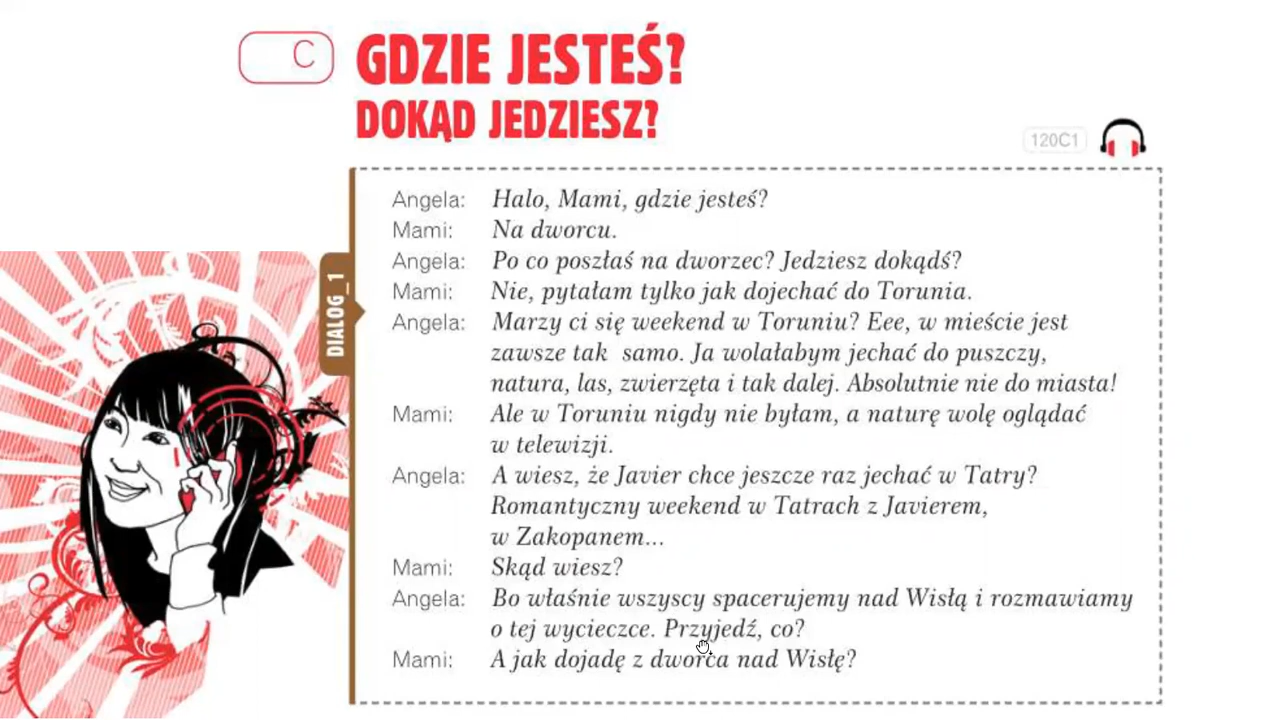 C
GDZIE JESTEŚ?
DOKĄD JEDZIESZ?
120C1
DIALOG_1
Angela: Halo, Mami, gdzie jesteś?
Mami: Na dworcu.
Angela: Po co poszłaś na dworzec? Jedziesz dokądś?
Mami: Nie, pytałam tylko jak dojechać do Torunia.
Angela: Marzy ci się weekend w Toruniu? Eee, w mieście jest
zawsze tak samo. Ja wolałabym jechać do puszczy,
natura, las, zwierzęta i tak dalej. Absolutnie nie do miasta!
Mami: Ale w Toruniu nigdy nie byłam, a naturę wolę oglądać
w telewizji.
Angela: A wiesz, że Javier chce jeszcze raz jechać w Tatry?
Romantyczny weekend w Tatrach z Javierem,
w Zakopanem...
Mami: Skąd wiesz?
Angela: Bo właśnie wszyscy spacerujemy nad Wisłą i rozmawiamy
o tej wycieczce. Przyjedź, co?
Mami: A jak dojadę z dworca nad Wisłę?